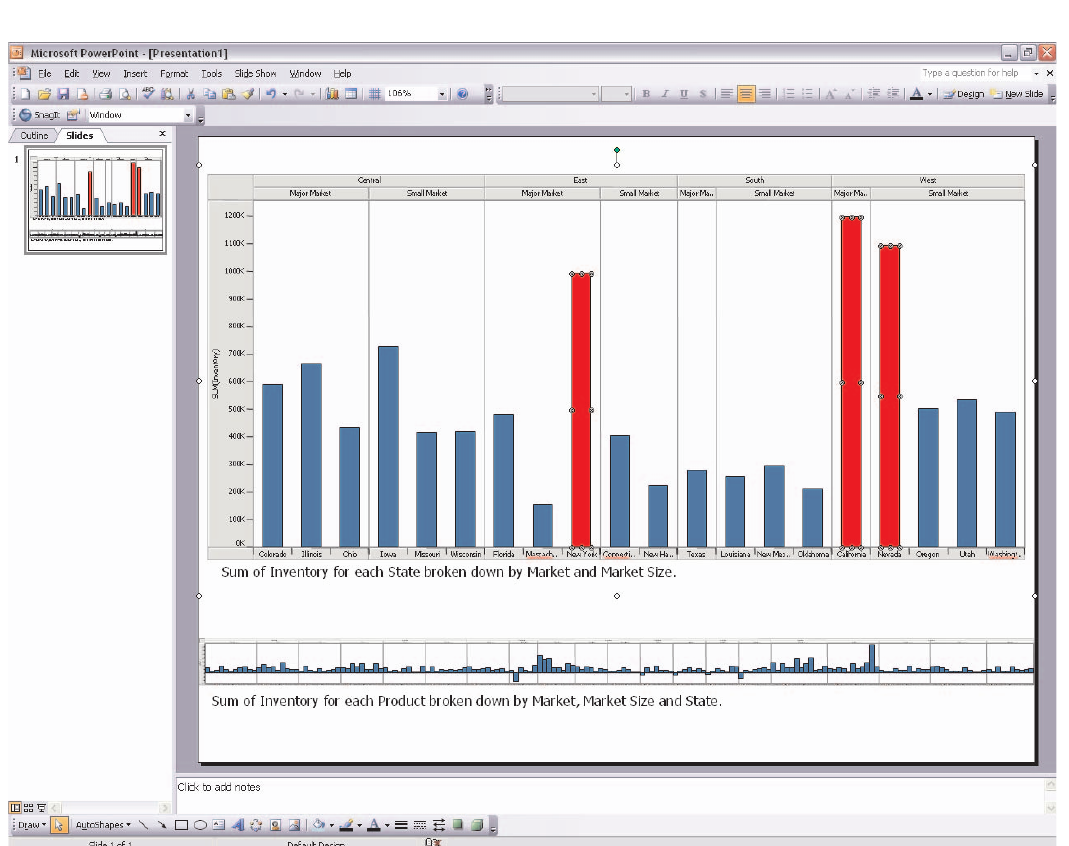 Microsoft PowerPoint - [Presentation1]
File Edit View Insert Format Tools Slide Show Window Help
Type a question for help
106%
B I U S
A
Design
New Slide
SnagIt
Window
Outline
Slides
1
Central East South West
Major Market Small Market Major Market Small Market Major Ma.. Small Market Major Ma.. Small Market
1200K
1100K
1000K
900K
800K
700K
600K
500K
400K
300K
200K
100K
0K
SUM(Inventory)
Colorado Illinois Ohio Iowa Missouri Wisconsin Florida Massach.. New York Connecti.. New Ha.. Texas Louisiana New Mex.. Oklahoma California Nevada Oregon Utah Washingt..
Sum of Inventory for each State broken down by Market and Market Size.
Sum of Inventory for each Product broken down by Market, Market Size and State.
Click to add notes
Draw
AutoShapes
Slide 1 of 1
Default Design